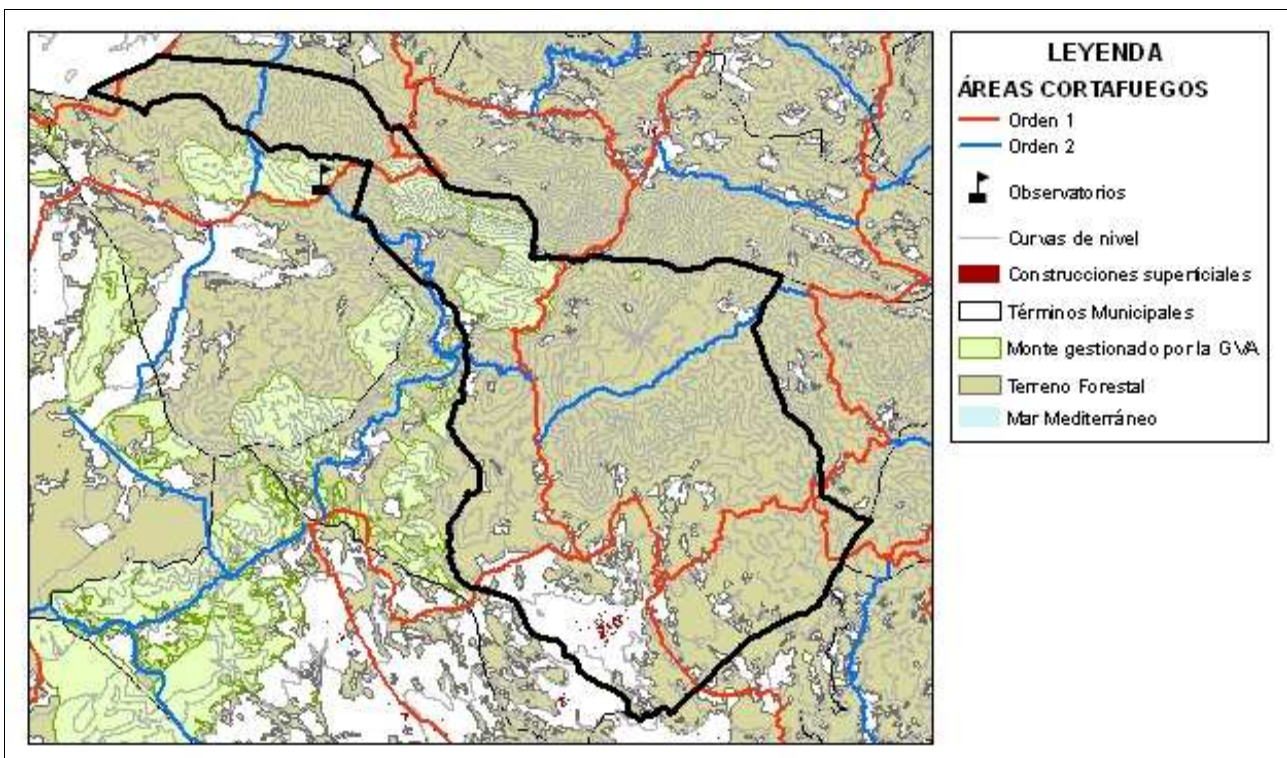 LEYENDA
ÁREAS CORTAFUEGOS
Orden 1
Orden 2
Observatorios
Curvas de nivel
Construcciones superficiales
Términos Municipales
Monte gestionado por la GVA
Terreno Forestal
Mar Mediterráneo